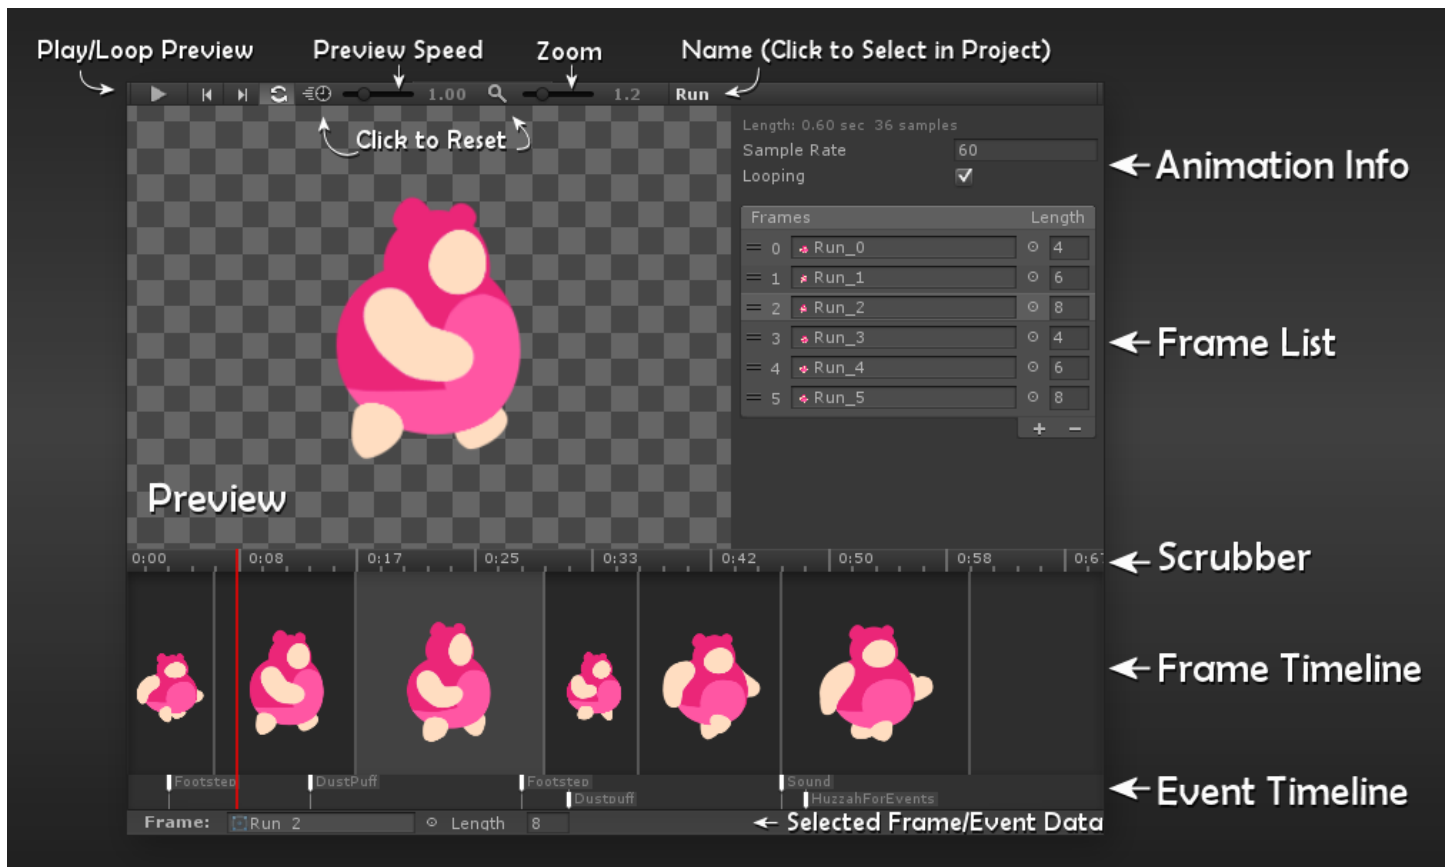 Play/Loop Preview
Preview Speed
Zoom
Name (Click to Select in Project)
1.00
1.2
Run
Click to Reset
Length: 0.60 sec 36 samples
Sample Rate 60
Looping
Animation Info
Frames Length
0 Run_0 4
1 Run_1 6
2 Run_2 8
3 Run_3 4
4 Run_4 6
5 Run_5 8
+ −
Frame List
Preview
0:00 0:08 0:17 0:25 0:33 0:42 0:50 0:58 0:67
Scrubber
Frame Timeline
Footstep DustPuff Footstep Sound
Dustpuff HuzzahForEvents
Event Timeline
Frame: Run 2 Length 8
Selected Frame/Event Data